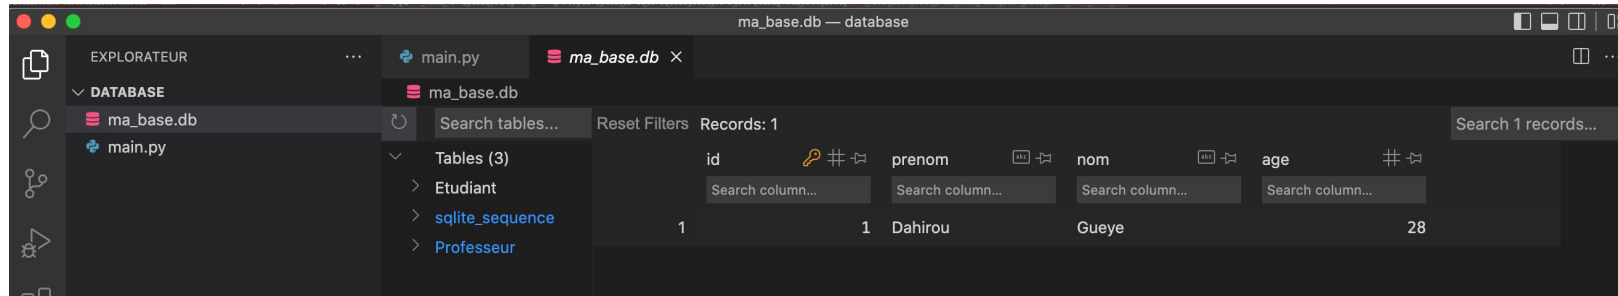 ma_base.db — database
EXPLORATEUR
main.py
ma_base.db
DATABASE
ma_base.db
main.py
ma_base.db
Search tables...
Reset Filters Records: 1
Search 1 records...
Tables (3)
Etudiant
sqlite_sequence
Professeur
id prenom nom age
Search column... Search column... Search column... Search column...
1 1 Dahirou Gueye 28